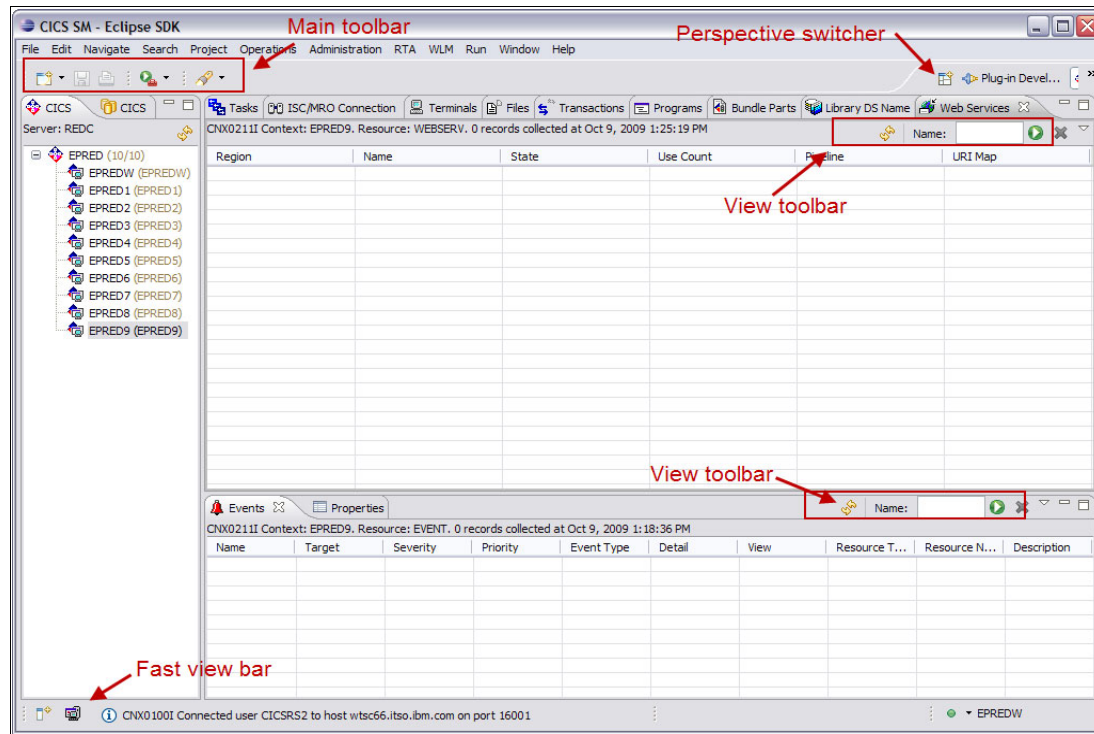 CICS SM - Eclipse SDK
Main toolbar
Perspective switcher
File Edit Navigate Search Project Operations Administration RTA WLM Run Window Help
Plug-in Devel...
CICS CICS
Tasks ISC/MRO Connection Terminals Files Transactions Programs Bundle Parts Library DS Name Web Services
Server: REDC
CNX0211I Context: EPRED9. Resource: WEBSERV. 0 records collected at Oct 9, 2009 1:25:19 PM
Name:
Region Name State Use Count Pipeline URI Map
EPRED (10/10)
EPREDW (EPREDW)
EPRED1 (EPRED1)
EPRED2 (EPRED2)
EPRED3 (EPRED3)
EPRED4 (EPRED4)
EPRED5 (EPRED5)
EPRED6 (EPRED6)
EPRED7 (EPRED7)
EPRED8 (EPRED8)
EPRED9 (EPRED9)
View toolbar
View toolbar
Events Properties
Name:
CNX0211I Context: EPRED9. Resource: EVENT. 0 records collected at Oct 9, 2009 1:18:36 PM
Name Target Severity Priority Event Type Detail View Resource T... Resource N... Description
Fast view bar
CNX0100I Connected user CICSRS2 to host wtsc66.itso.ibm.com on port 16001
EPREDW